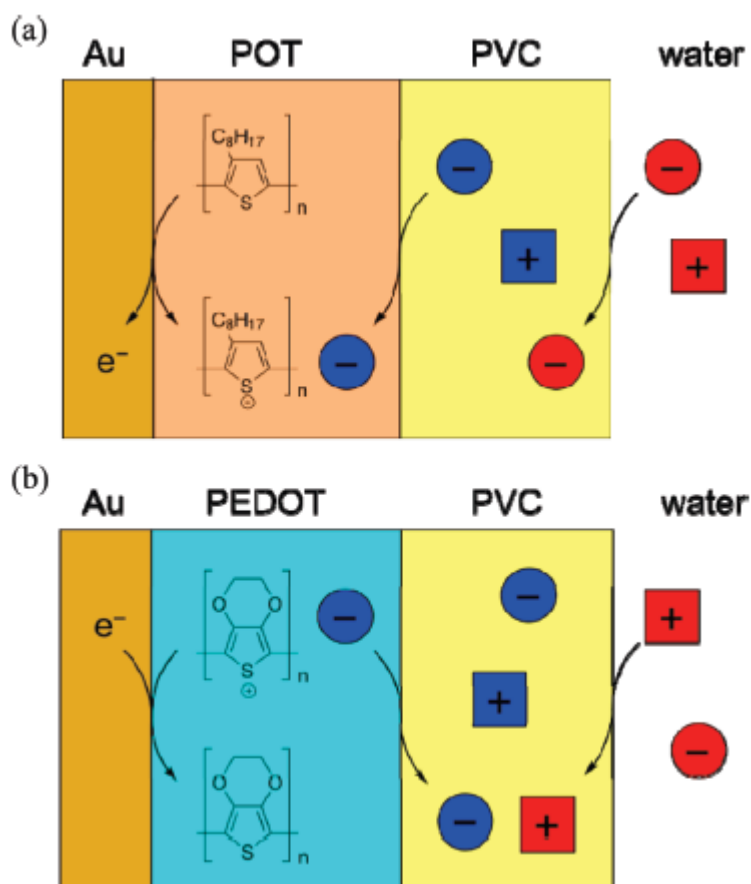 (a)
Au POT PVC water
C₈H₁₇
S n
−
−
+
+
C₈H₁₇
e⁻
S n
⊕
−
−
(b)
Au PEDOT PVC water
O O
−
−
+
e⁻
S n
⊕
+
−
O O
−
+
S n